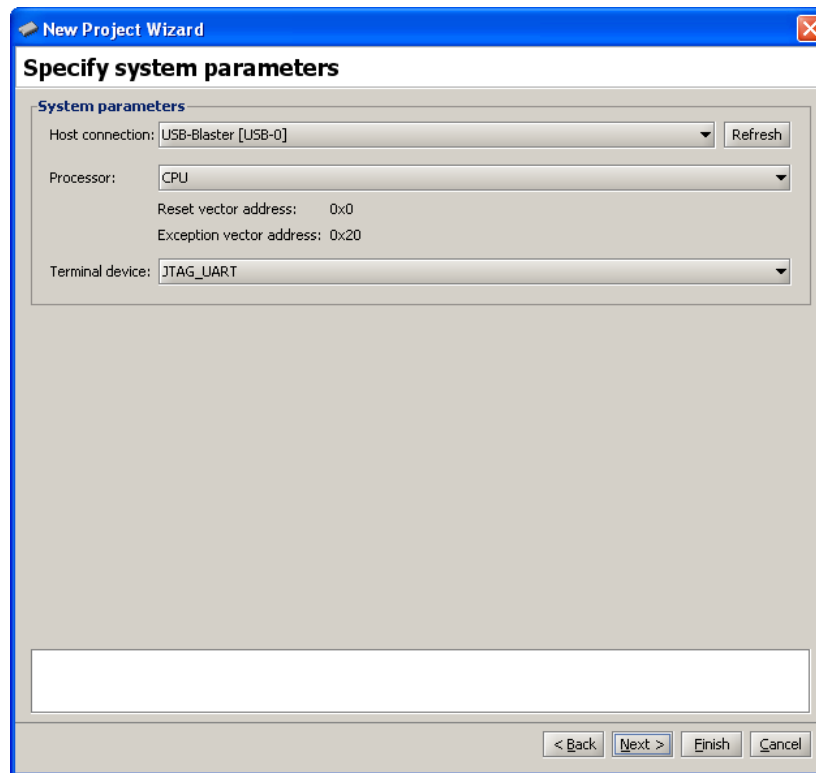 New Project Wizard
Specify system parameters
System parameters
Host connection: USB-Blaster [USB-0] Refresh
Processor: CPU
Reset vector address: 0x0
Exception vector address: 0x20
Terminal device: JTAG_UART
< Back Next > Finish Cancel